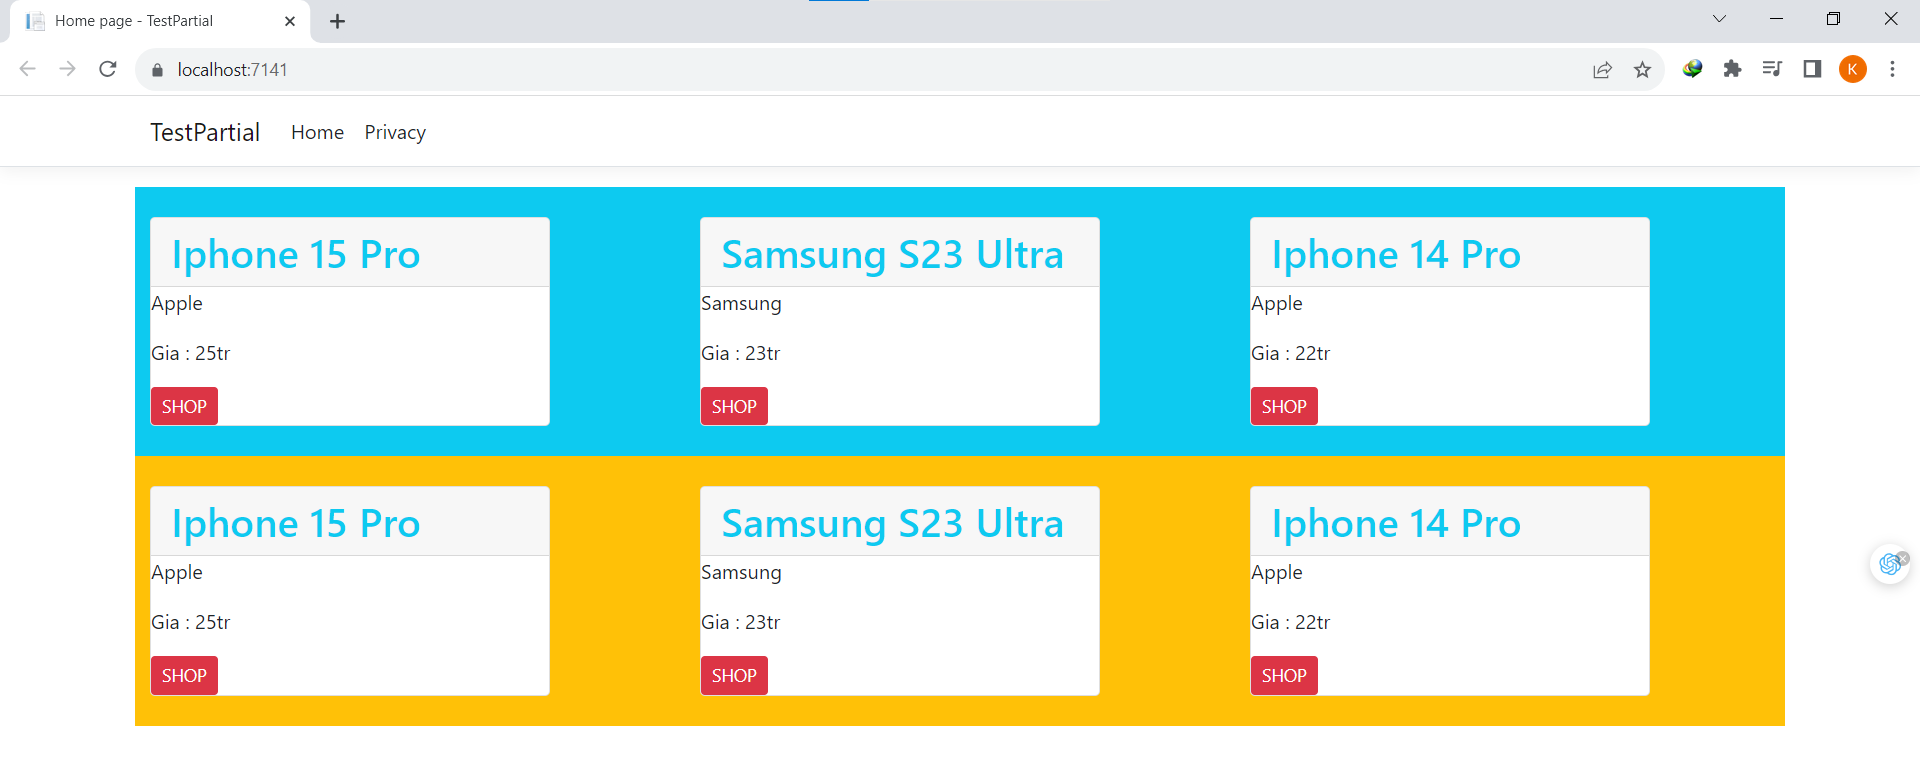 Home page - TestPartial
localhost:7141
K
TestPartial Home Privacy
Iphone 15 Pro
Apple
Gia : 25tr
SHOP
Samsung S23 Ultra
Samsung
Gia : 23tr
SHOP
Iphone 14 Pro
Apple
Gia : 22tr
SHOP
Iphone 15 Pro
Apple
Gia : 25tr
SHOP
Samsung S23 Ultra
Samsung
Gia : 23tr
SHOP
Iphone 14 Pro
Apple
Gia : 22tr
SHOP